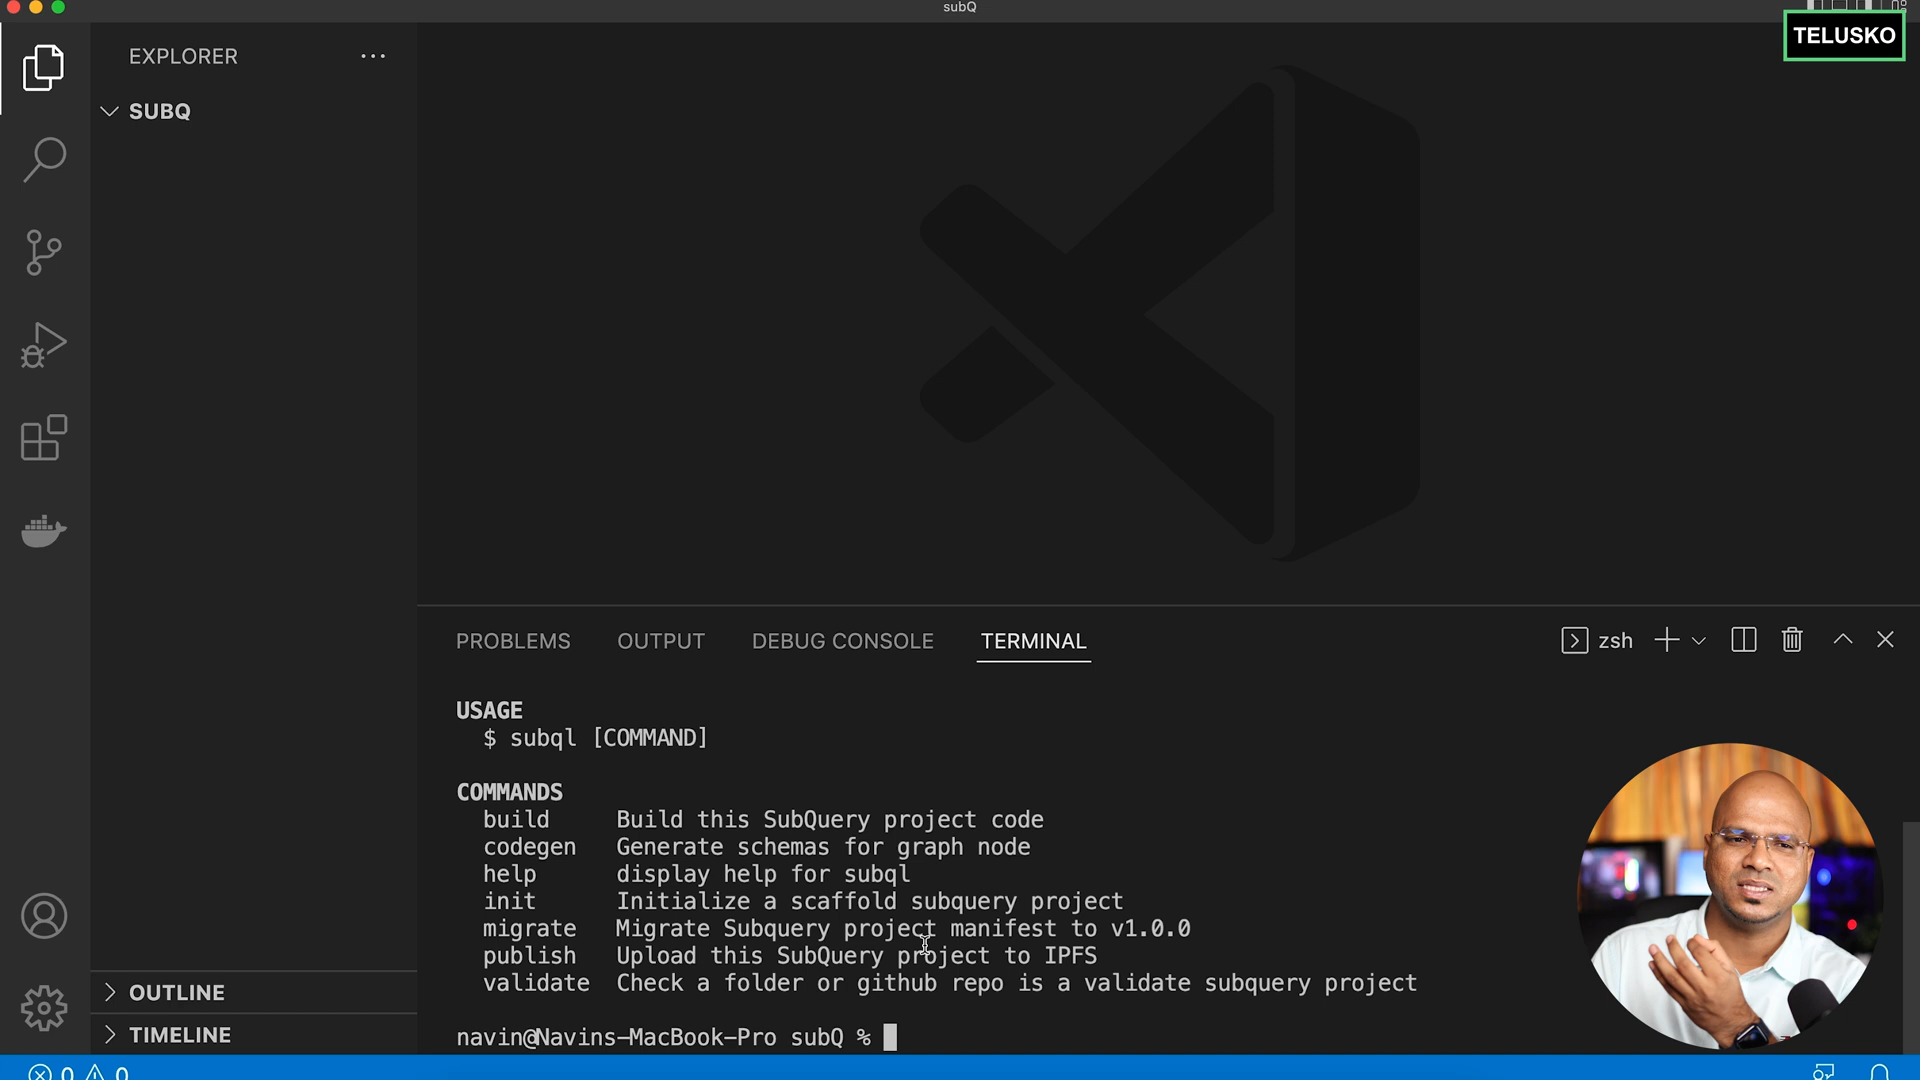 subQ
TELUSKO
EXPLORER
SUBQ
PROBLEMS OUTPUT DEBUG CONSOLE TERMINAL
zsh
USAGE
$ subql [COMMAND]
COMMANDS
build Build this SubQuery project code
codegen Generate schemas for graph node
help display help for subql
init Initialize a scaffold subquery project
migrate Migrate Subquery project manifest to v1.0.0
publish Upload this SubQuery project to IPFS
validate Check a folder or github repo is a validate subquery project
navin@Navins-MacBook-Pro subQ %
OUTLINE
TIMELINE
0 0